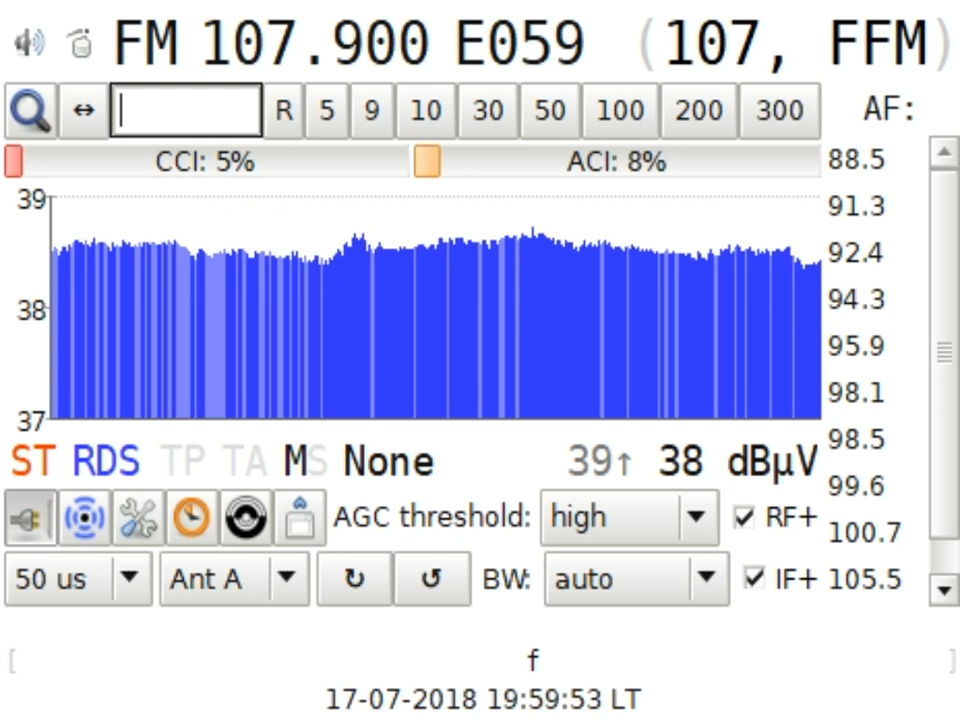 FM 107.900 E059 (107, FFM)
↔ R 5 9 10 30 50 100 200 300 AF:
CCI: 5% ACI: 8% 88.5
39 91.3
92.4
38 94.3
95.9
98.1
37 98.5
ST RDS TP TA MS None 39↑ 38 dBµV
99.6
AGC threshold: high RF+ 100.7
50 us Ant A ↻ ↺ BW: auto IF+ 105.5
[ f ]
17-07-2018 19:59:53 LT